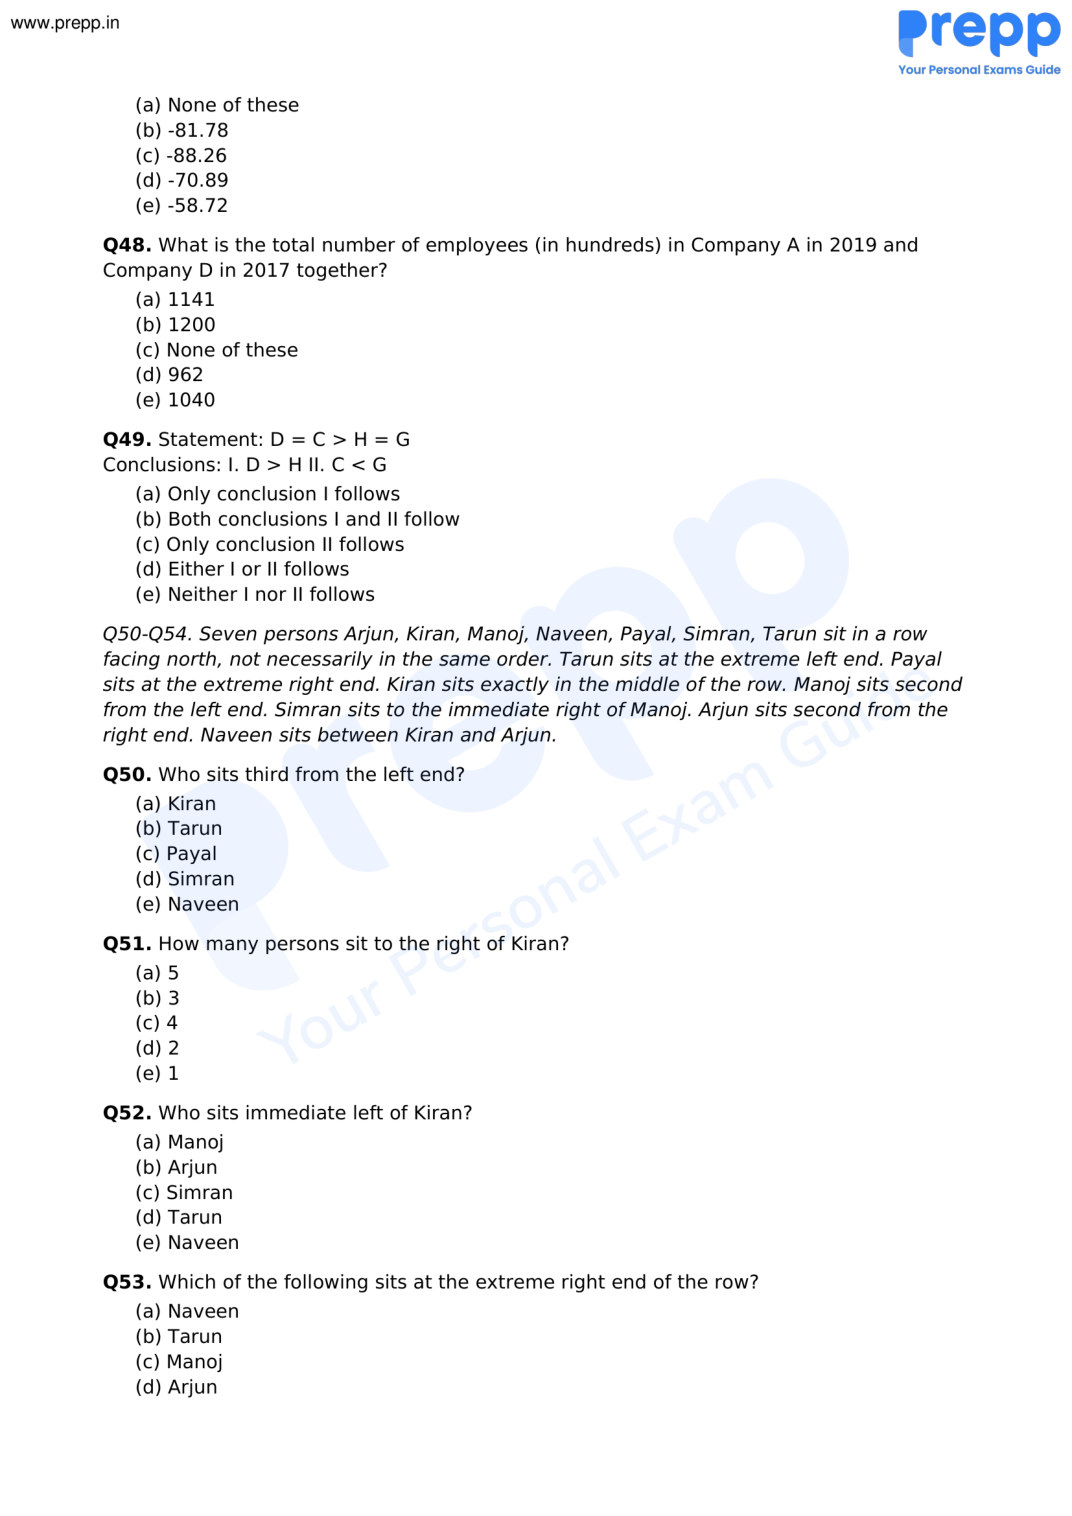 www.prepp.in
prepp
Your Personal Exams Guide
(a) None of these
(b) -81.78
(c) -88.26
(d) -70.89
(e) -58.72
Q48. What is the total number of employees (in hundreds) in Company A in 2019 and
Company D in 2017 together?
(a) 1141
(b) 1200
(c) None of these
(d) 962
(e) 1040
Q49. Statement: D = C > H = G
Conclusions: I. D > H II. C < G
(a) Only conclusion I follows
(b) Both conclusions I and II follow
(c) Only conclusion II follows
(d) Either I or II follows
(e) Neither I nor II follows
Q50-Q54. Seven persons Arjun, Kiran, Manoj, Naveen, Payal, Simran, Tarun sit in a row
facing north, not necessarily in the same order. Tarun sits at the extreme left end. Payal
sits at the extreme right end. Kiran sits exactly in the middle of the row. Manoj sits second
from the left end. Simran sits to the immediate right of Manoj. Arjun sits second from the
right end. Naveen sits between Kiran and Arjun.
Q50. Who sits third from the left end?
(a) Kiran
(b) Tarun
(c) Payal
(d) Simran
(e) Naveen
Q51. How many persons sit to the right of Kiran?
(a) 5
(b) 3
(c) 4
(d) 2
(e) 1
Q52. Who sits immediate left of Kiran?
(a) Manoj
(b) Arjun
(c) Simran
(d) Tarun
(e) Naveen
Q53. Which of the following sits at the extreme right end of the row?
(a) Naveen
(b) Tarun
(c) Manoj
(d) Arjun
prepp
Your Personal Exam Guide